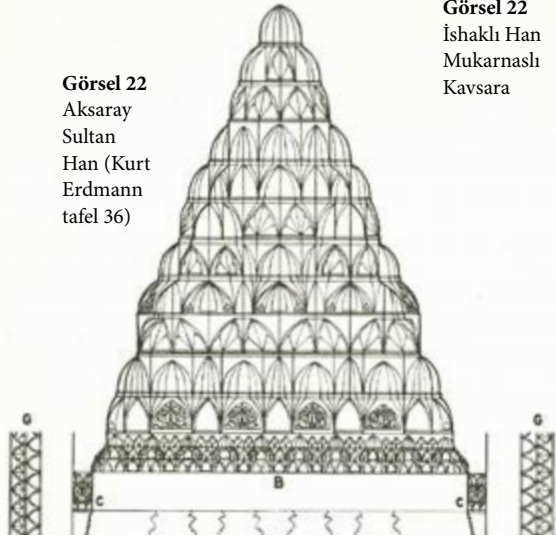 Görsel 22
Aksaray
Sultan
Han (Kurt
Erdmann
tafel 36)
Görsel 22
İshaklı Han
Mukarnaslı
Kavsara
G
G
C
B
C